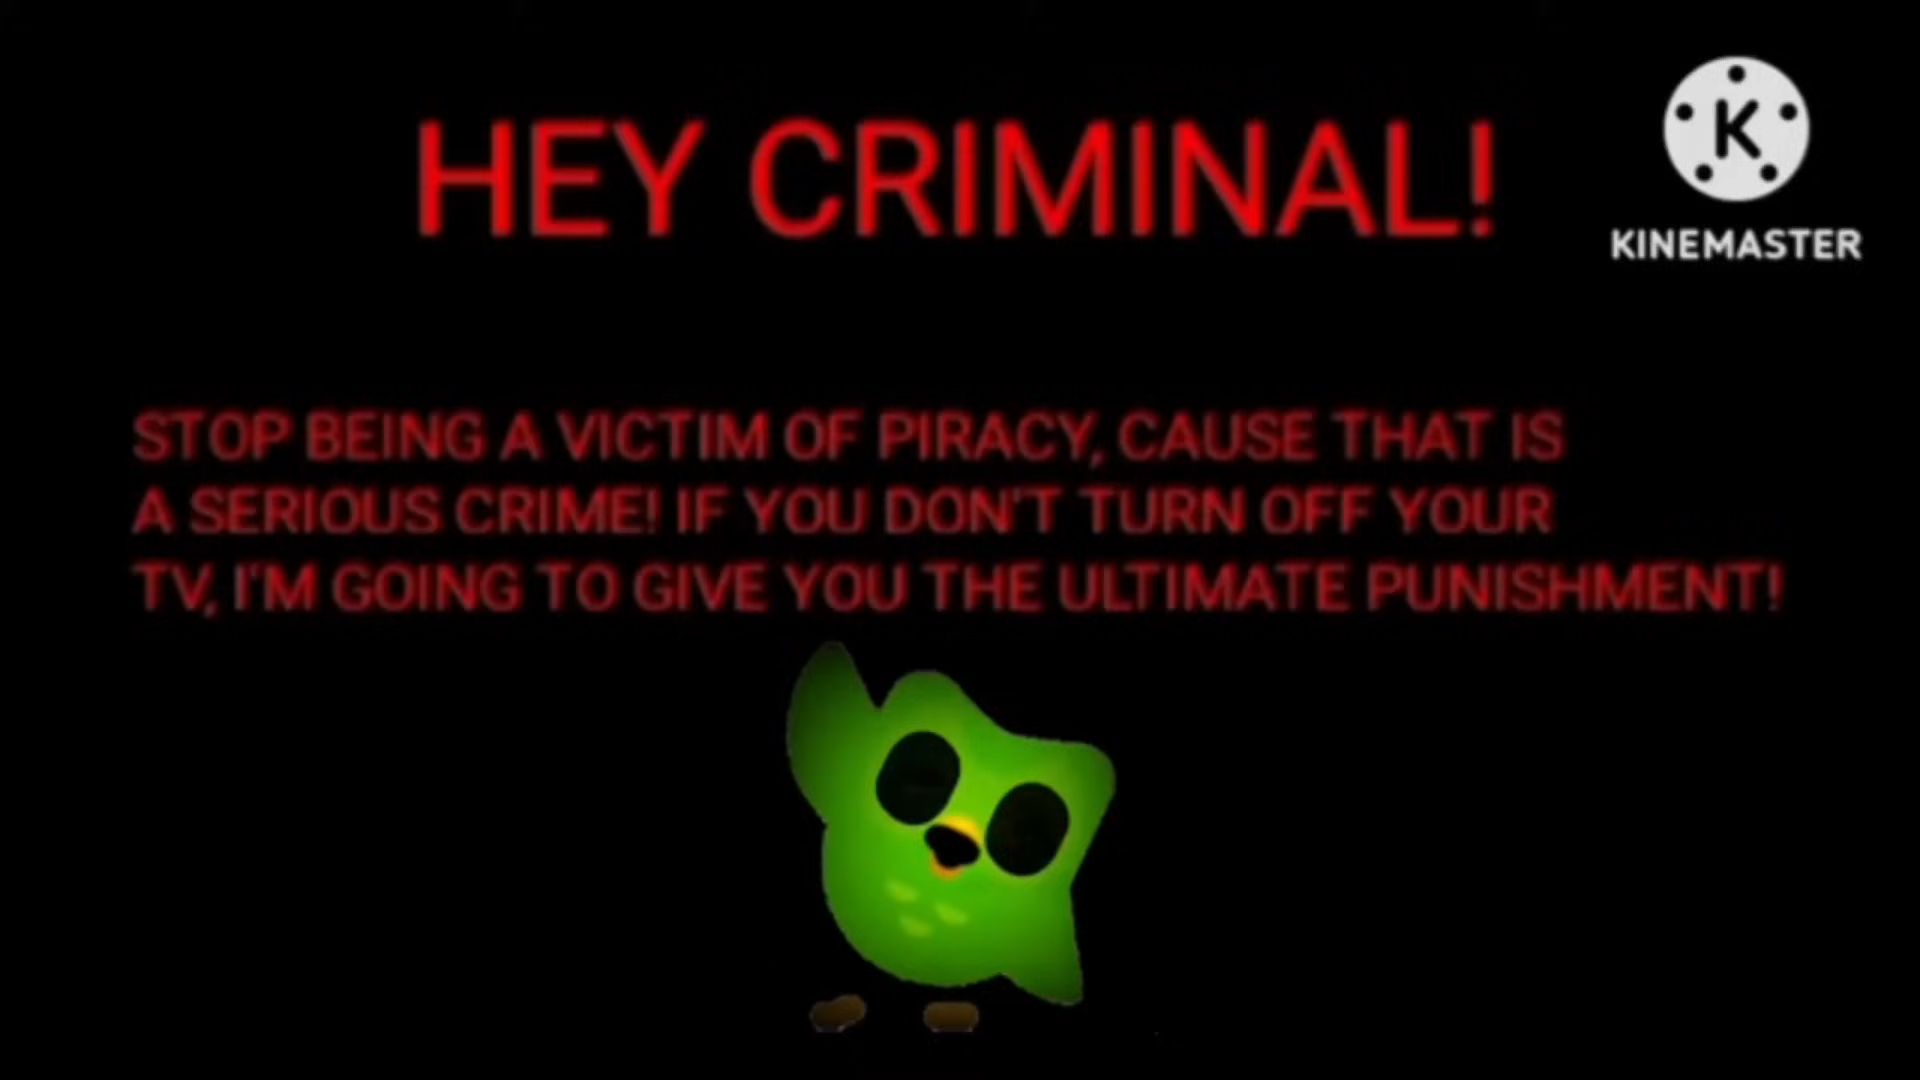 HEY CRIMINAL!
K
KINEMASTER
STOP BEING A VICTIM OF PIRACY, CAUSE THAT IS
A SERIOUS CRIME! IF YOU DON'T TURN OFF YOUR
TV, I'M GOING TO GIVE YOU THE ULTIMATE PUNISHMENT!